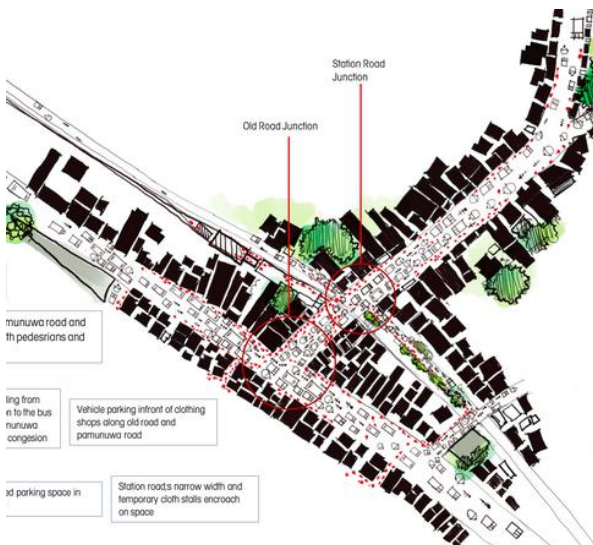 Station Road
Junction
Old Road Junction
munuwa road and
th pedesrians and
ling from
on to the bus
munuwa
congesion
Vehicle parking infront of clothing
shops along old road and
pamunuwa road
parking space in
Station road;s narrow width and
temporary cloth stalls encroach
on space